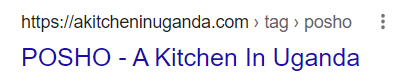 https://akitcheninuganda.com › tag › posho
POSHO - A Kitchen In Uganda